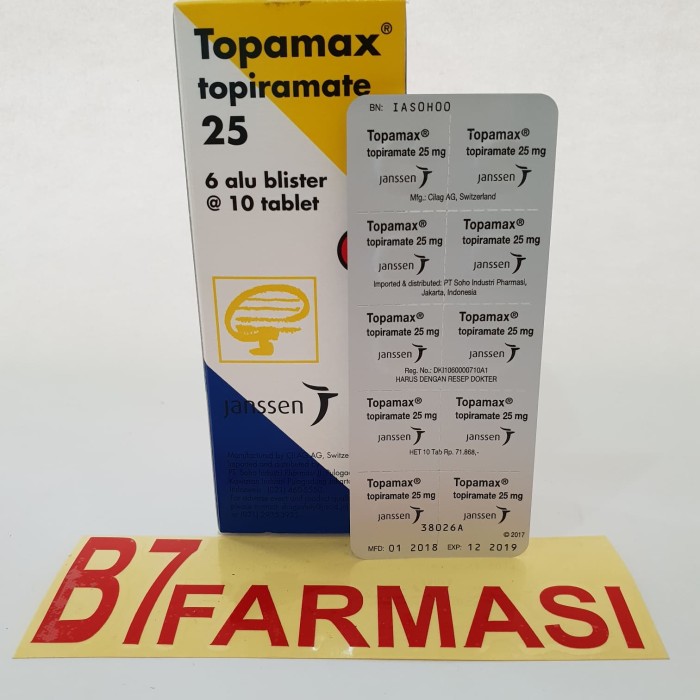 Topamax®
topiramate
25
6 alu blister
@ 10 tablet
janssen
BN: IASOHOO
Topamax® Topamax®
topiramate 25 mg topiramate 25 mg
janssen janssen
Mfg.: Cilag AG, Switzerland
Topamax® Topamax®
topiramate 25 mg topiramate 25 mg
janssen janssen
Imported & distributed: PT Soho Industri Pharmasi,
Jakarta, Indonesia
Topamax® Topamax®
topiramate 25 mg topiramate 25 mg
janssen janssen
Reg. No.: DKI1060000710A1
HARUS DENGAN RESEP DOKTER
Topamax® Topamax®
topiramate 25 mg topiramate 25 mg
janssen janssen
HET 10 Tab Rp. 71.868,-
Topamax® Topamax®
topiramate 25 mg topiramate 25 mg
janssen janssen
38026A
© 2017
MFD: 01 2018 EXP: 12 2019
B7 FARMASI